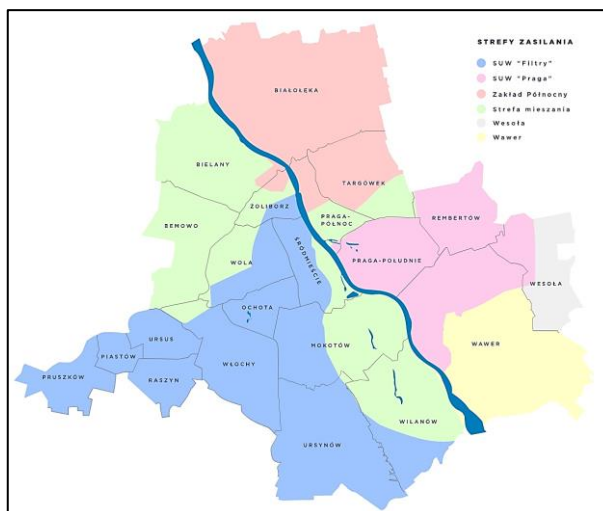 STREFY ZASILANIA
SUW "Filtry"
SUW "Praga"
Zakład Północny
Strefa mieszania
Wesoła
Wawer
BIAŁOŁĘKA
BIELANY
TARGÓWEK
ŻOLIBORZ
BEMOWO
PRAGA-
PÓŁNOC
REMBERTÓW
ŚRÓDMIEŚCIE
WOLA
PRAGA-POŁUDNIE
WESOŁA
OCHOTA
URSUS
MOKOTÓW
WAWER
PIASTÓW
WŁOCHY
PRUSZKÓW
RASZYN
WILANÓW
URSYNÓW